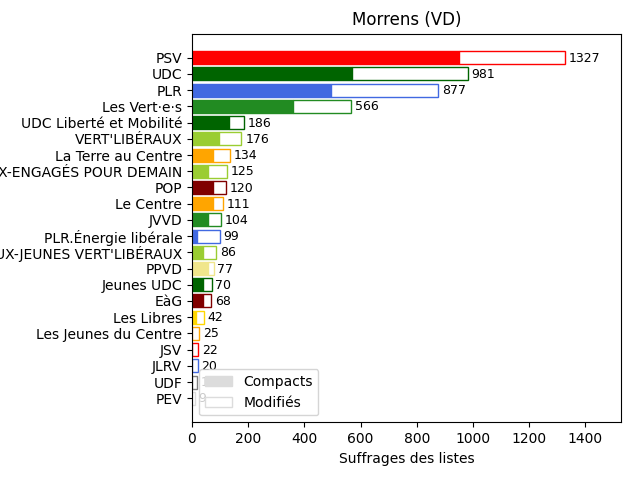 Morrens (VD)
PSV 1327
UDC 981
PLR 877
Les Vert·e·s 566
UDC Liberté et Mobilité 186
VERT'LIBÉRAUX 176
La Terre au Centre 134
X-ENGAGÉS POUR DEMAIN 125
POP 120
Le Centre 111
JVVD 104
PLR.Énergie libérale 99
UX-JEUNES VERT'LIBÉRAUX 86
PPVD 77
Jeunes UDC 70
EàG 68
Les Libres 42
Les Jeunes du Centre 25
JSV 22
JLRV 20
UDF
PEV 9
Compacts
Modifiés
0 200 400 600 800 1000 1200 1400
Suffrages des listes